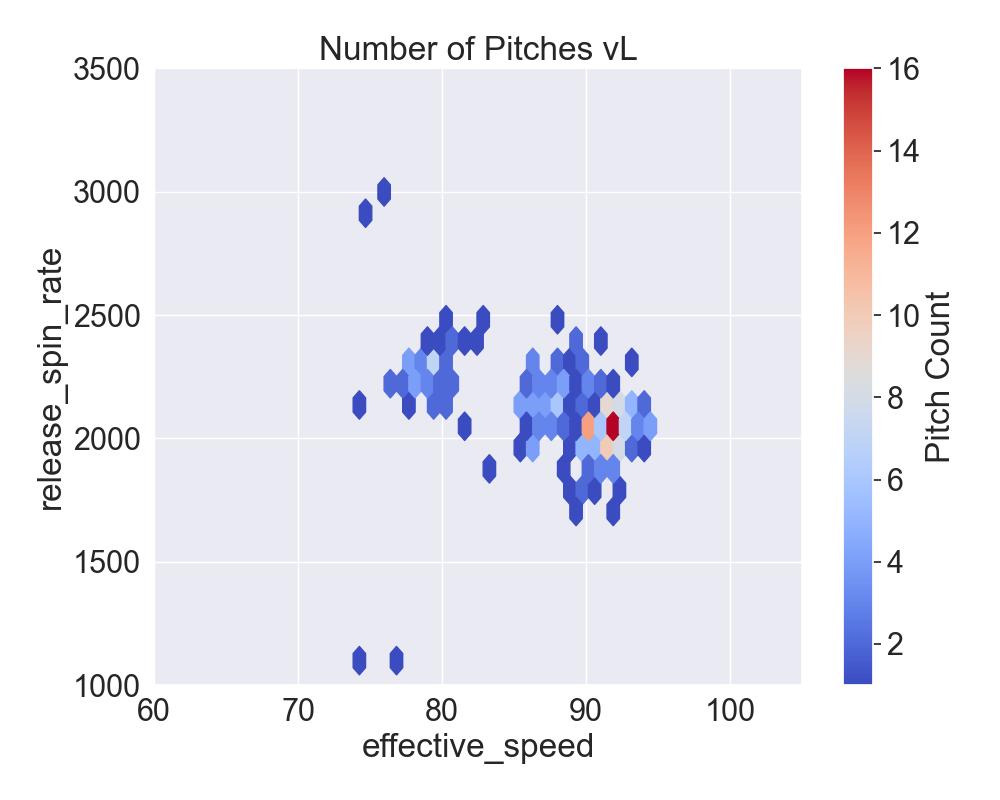 Number of Pitches vL
release_spin_rate
3500
3000
2500
2000
1500
1000
60 70 80 90 100
effective_speed
16
14
12
10
8
6
4
2
Pitch Count